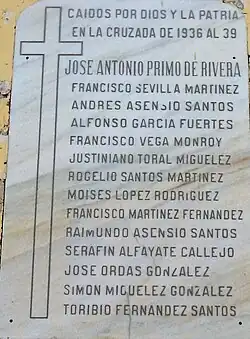 CAIDOS POR DIOS Y LA PATRIA
EN LA CRUZADA DE 1936 AL 39
JOSE ANTONIO PRIMO DE RIVERA
FRANCISCO SEVILLA MARTINEZ
ANDRES ASENSIO SANTOS
ALFONSO GARCIA FUERTES
FRANCISCO VEGA MONROY
JUSTINIANO TORAL MIGUELEZ
ROGELIO SANTOS MARTINEZ
MOISES LOPEZ RODRIGUEZ
FRANCISCO MARTINEZ FERNANDEZ
RAIMUNDO ASENSIO SANTOS
SERAFIN ALFAYATE CALLEJO
JOSE ORDAS GONZALEZ
SIMON MIGUELEZ GONZALEZ
TORIBIO FERNANDEZ SANTOS